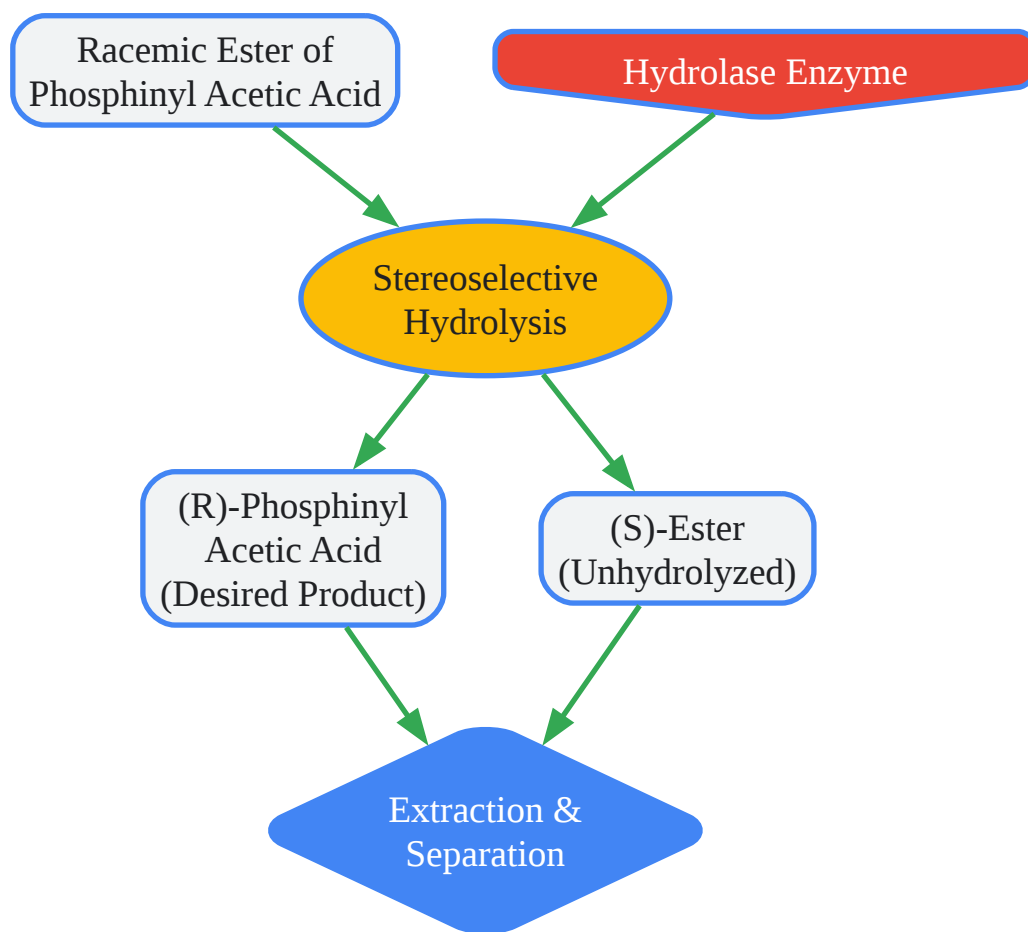 Racemic Ester of
Phosphinyl Acetic Acid
Hydrolase Enzyme
Stereoselective
Hydrolysis
(R)-Phosphinyl
Acetic Acid
(Desired Product)
(S)-Ester
(Unhydrolyzed)
Extraction &
Separation